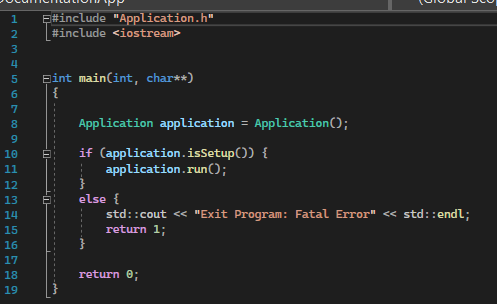 DocumentationApp (Global Scop
1 #include "Application.h"
2 #include <iostream>
3
4
5 int main(int, char**)
6 {
7
8 Application application = Application();
9
10 if (application.isSetup()) {
11 application.run();
12 }
13 else {
14 std::cout << "Exit Program: Fatal Error" << std::endl;
15 return 1;
16 }
17
18 return 0;
19 }